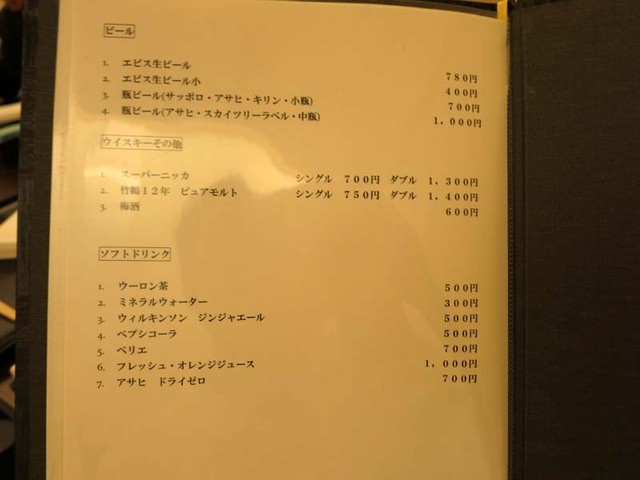 ビール
1. エビス生ビール 780円
2. エビス生ビール小 400円
3. 瓶ビール(サッポロ・アサヒ・キリン・小瓶) 700円
4. 瓶ビール(アサヒ・スカイツリーラベル・中瓶) 1,000円
ウイスキーその他
1. スーパーニッカ シングル 700円 ダブル 1,300円
2. 竹鶴12年 ピュアモルト シングル 750円 ダブル 1,400円
3. 梅酒 600円
ソフトドリンク
1. ウーロン茶 500円
2. ミネラルウォーター 300円
3. ウィルキンソン ジンジャエール 500円
4. ペプシコーラ 500円
5. ペリエ 700円
6. フレッシュ・オレンジジュース 1,000円
7. アサヒ ドライゼロ 700円